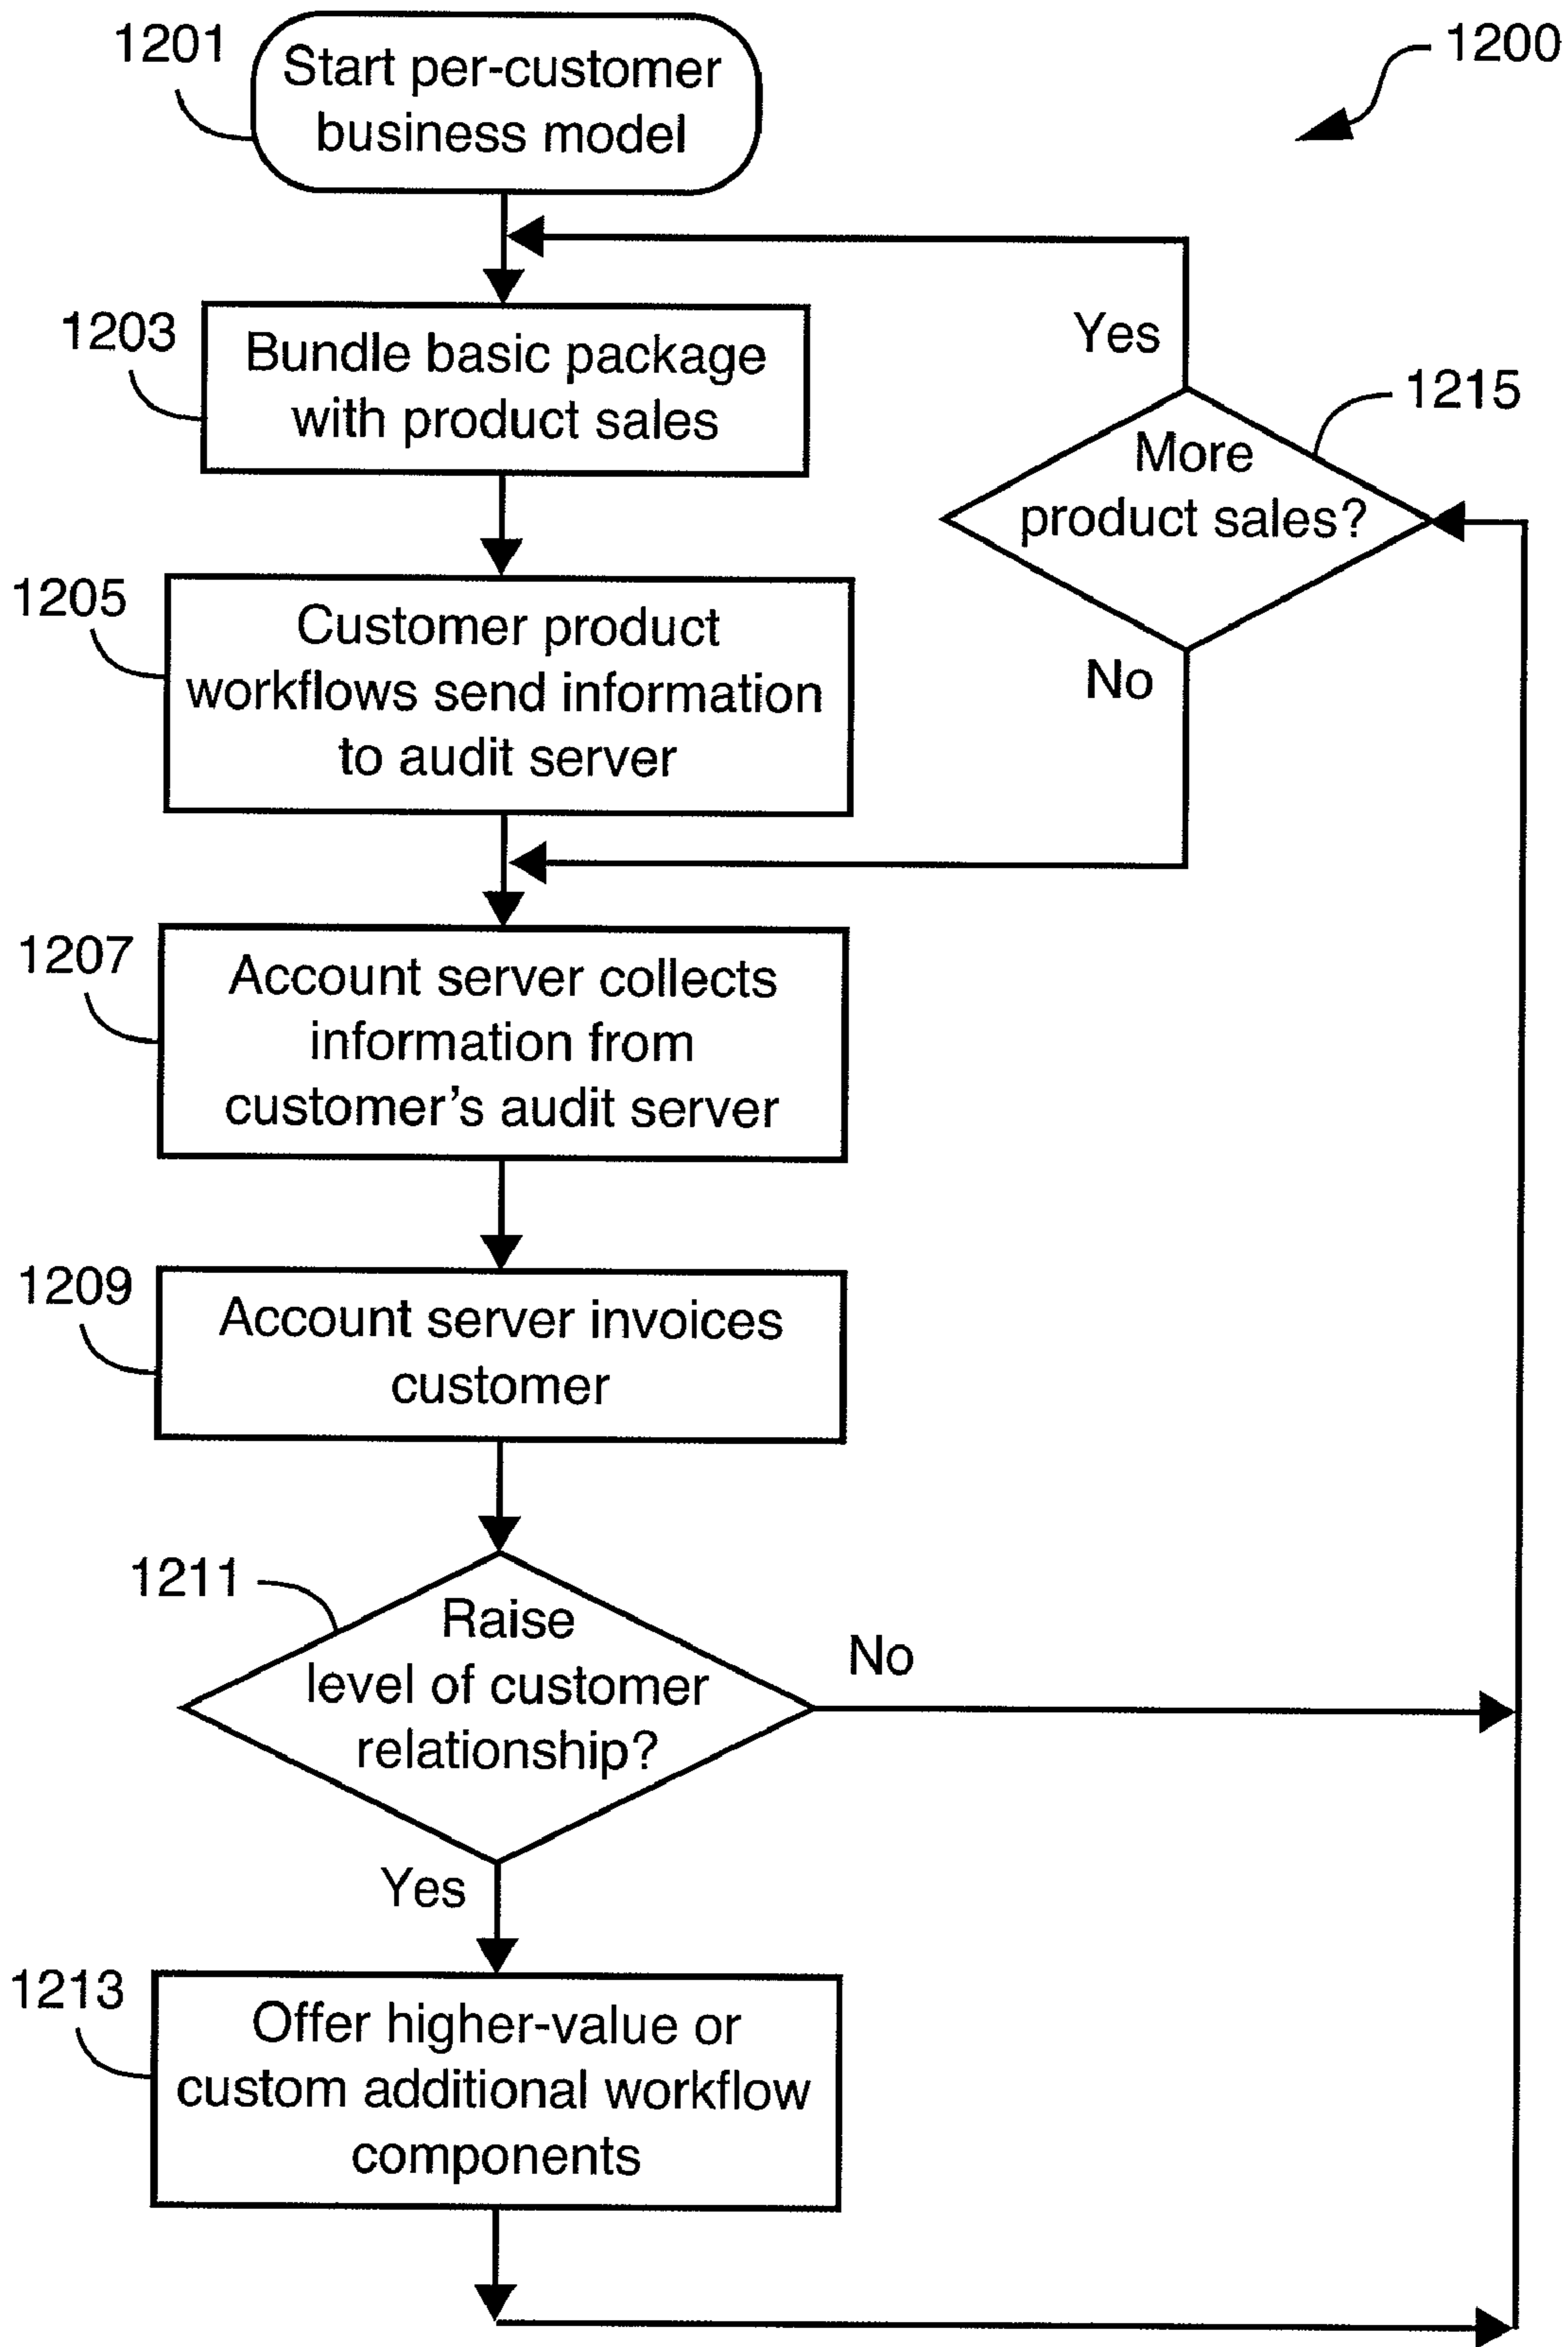 1201
Start per-customer
business model
1200
1203
Bundle basic package
with product sales
Yes
1215
More
product sales?
No
1205
Customer product
workflows send information
to audit server
1207
Account server collects
information from
customer’s audit server
1209
Account server invoices
customer
1211
Raise
level of customer
relationship?
No
Yes
1213
Offer higher-value or
custom additional workflow
components